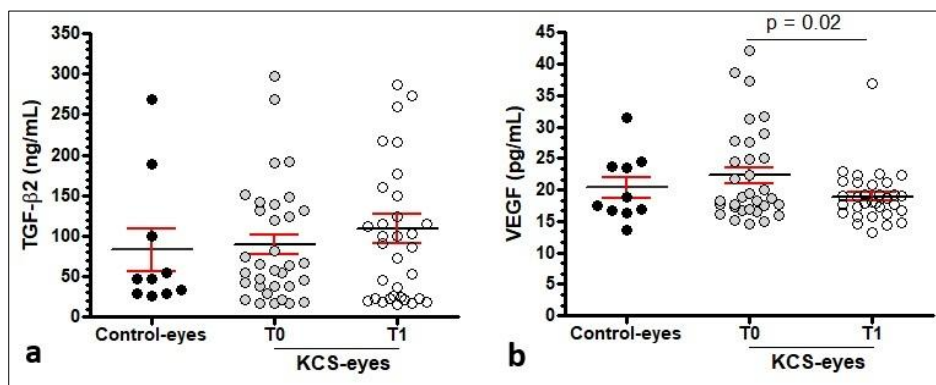 p = 0.02
TGF-β2 (ng/mL)
350
300
250
200
150
100
50
0
Control-eyes
T0
T1
KCS-eyes
a
VEGF (pg/mL)
45
40
35
30
25
20
15
10
5
0
Control-eyes
T0
T1
KCS-eyes
b